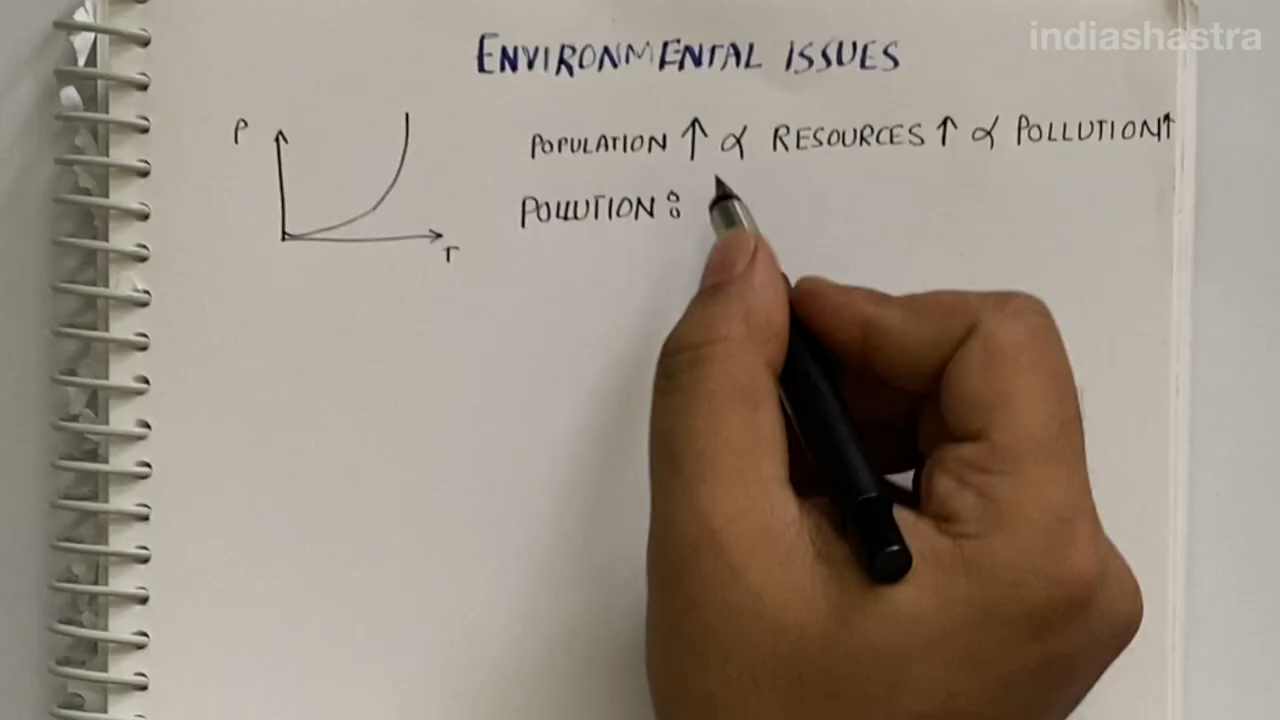 indiashastra
ENVIRONMENTAL ISSUES
P
POPULATION ↑ ∝ RESOURCES ↑ ∝ POLLUTION↑
POLLUTION :
T